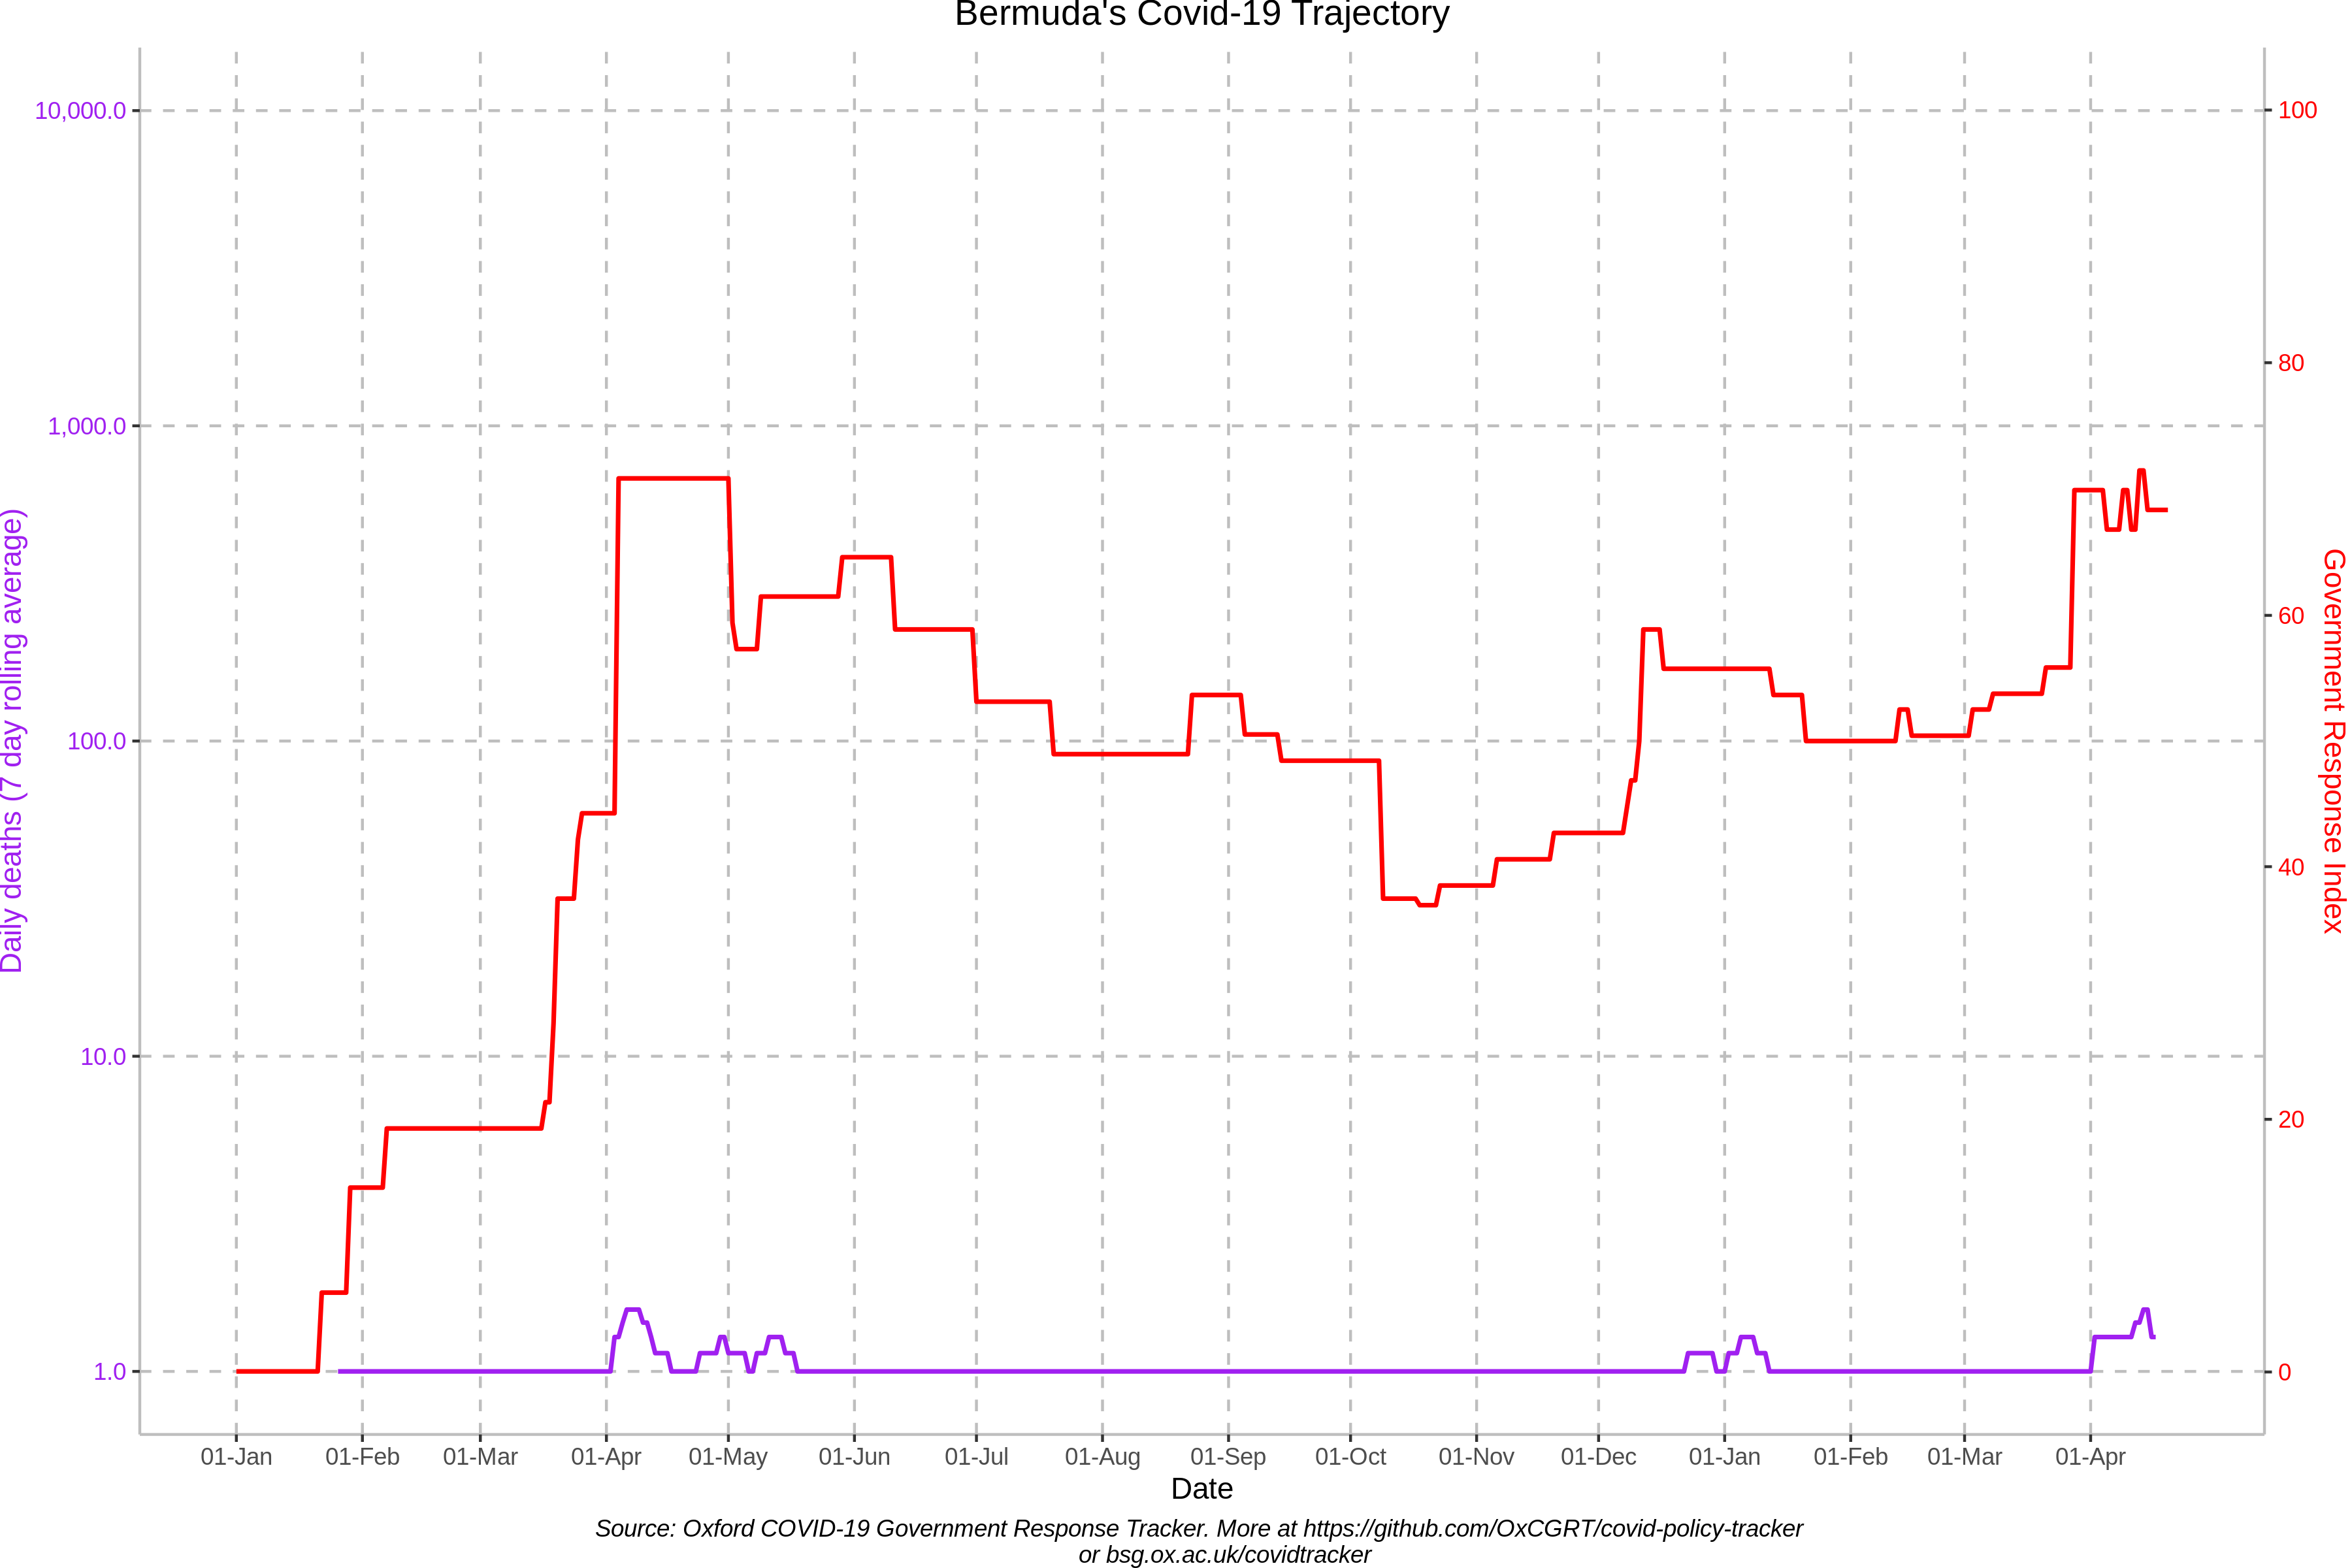 Bermuda's Covid-19 Trajectory
Daily deaths (7 day rolling average)
10,000.0
1,000.0
100.0
10.0
1.0
100
80
60
40
20
0
Government Response Index
01-Jan 01-Feb 01-Mar 01-Apr 01-May 01-Jun 01-Jul 01-Aug 01-Sep 01-Oct 01-Nov 01-Dec 01-Jan 01-Feb 01-Mar 01-Apr
Date
Source: Oxford COVID-19 Government Response Tracker. More at https://github.com/OxCGRT/covid-policy-tracker
or bsg.ox.ac.uk/covidtracker